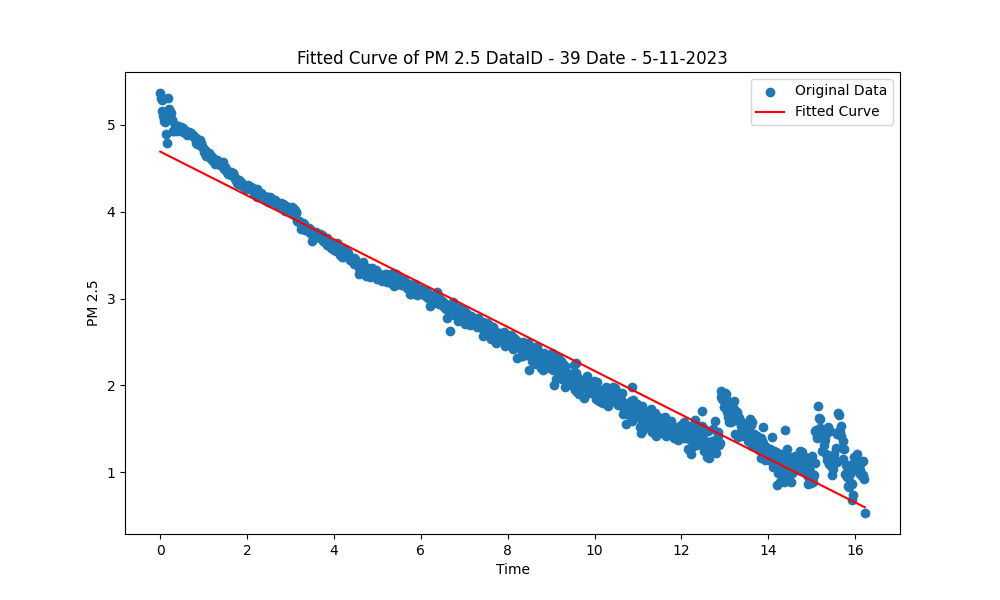 Fitted Curve of PM 2.5 DataID - 39 Date - 5-11-2023
Original Data
Fitted Curve
PM 2.5
5
4
3
2
1
0 2 4 6 8 10 12 14 16
Time